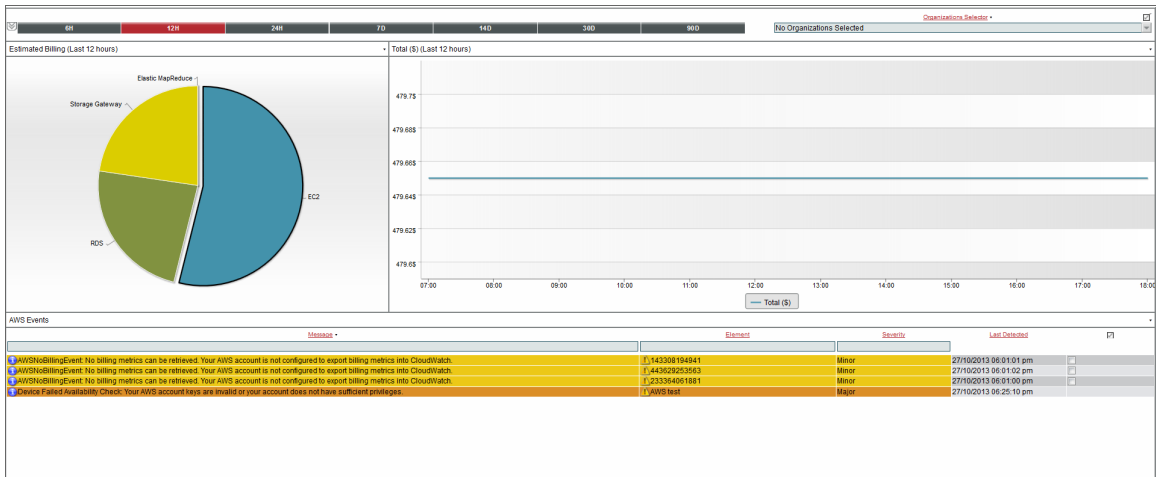 Organizations Selector
6H 12H 24H 7D 14D 30D 90D No Organizations Selected
Estimated Billing (Last 12 hours) Total ($) (Last 12 hours)
Elastic MapReduce
Storage Gateway
EC2
RDS
479.7$
479.68$
479.66$
479.64$
479.62$
479.6$
07:00 08:00 09:00 10:00 11:00 12:00 13:00 14:00 15:00 16:00 17:00 18:00
Total ($)
AWS Events
Message Element Severity Last Detected
AWSNoBillingEvent: No billing metrics can be retrieved. Your AWS account is not configured to export billing metrics into CloudWatch. 143308194941 Minor 27/10/2013 06:01:01 pm
AWSNoBillingEvent: No billing metrics can be retrieved. Your AWS account is not configured to export billing metrics into CloudWatch. 443629253563 Minor 27/10/2013 06:01:02 pm
AWSNoBillingEvent: No billing metrics can be retrieved. Your AWS account is not configured to export billing metrics into CloudWatch. 233364061881 Minor 27/10/2013 06:01:00 pm
Device Failed Availability Check: Your AWS account keys are invalid or your account does not have sufficient privileges. AWS test Major 27/10/2013 06:25:10 pm